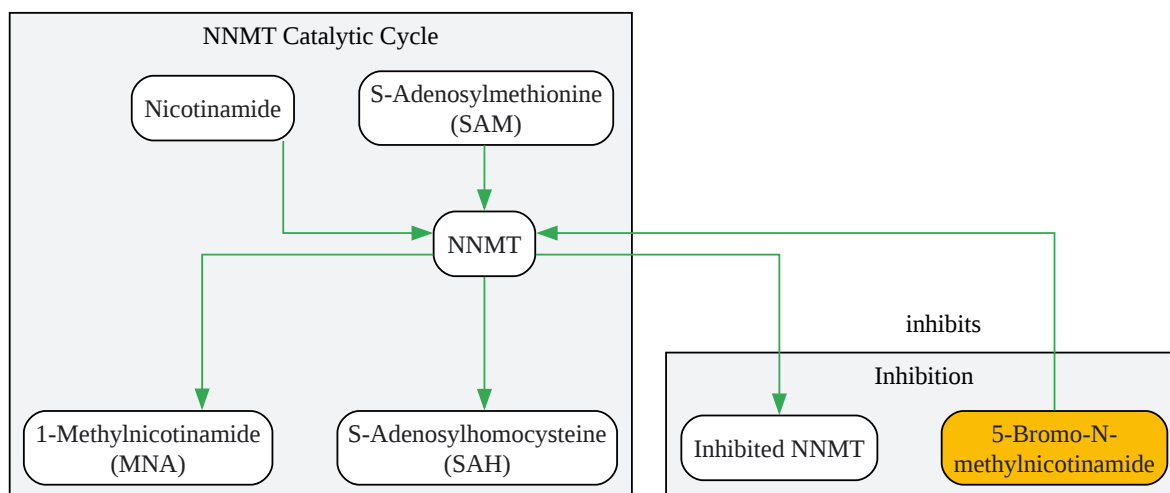 NNMT Catalytic Cycle
Nicotinamide
S-Adenosylmethionine
(SAM)
NNMT
inhibits
Inhibition
1-Methylnicotinamide
(MNA)
S-Adenosylhomocysteine
(SAH)
Inhibited NNMT
5-Bromo-N-
methylnicotinamide